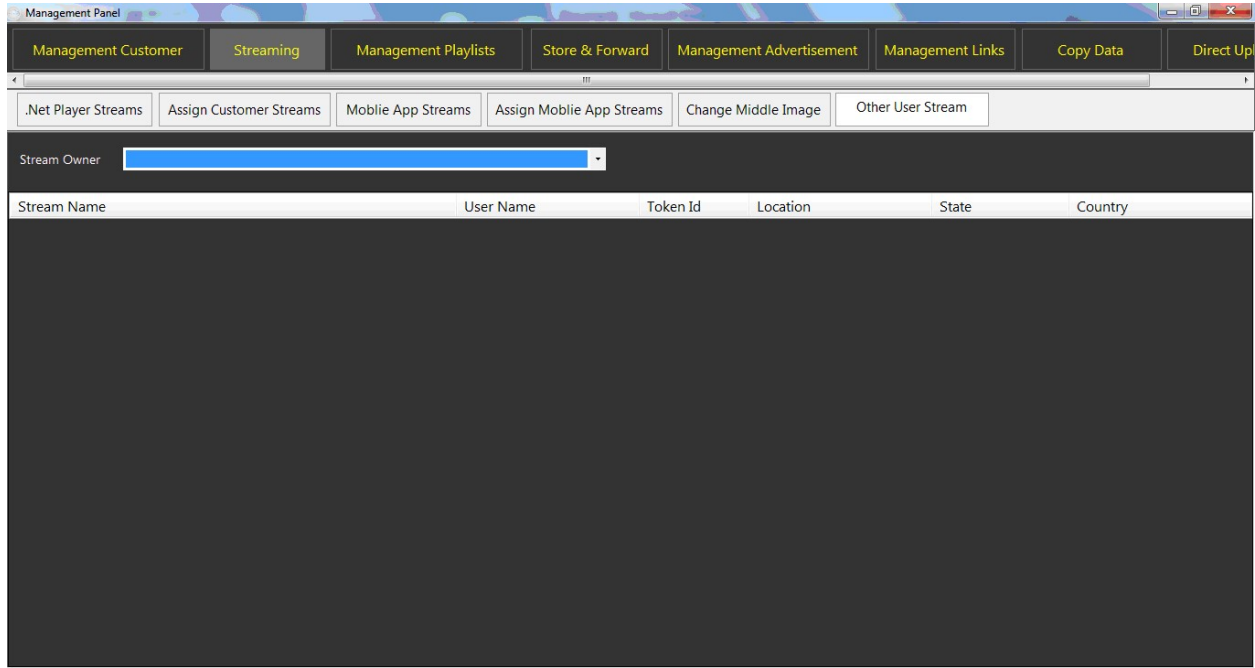 Management Panel
Management Customer Streaming Management Playlists Store & Forward Management Advertisement Management Links Copy Data Direct Upl
.Net Player Streams Assign Customer Streams Moblie App Streams Assign Moblie App Streams Change Middle Image Other User Stream
Stream Owner
Stream Name User Name Token Id Location State Country